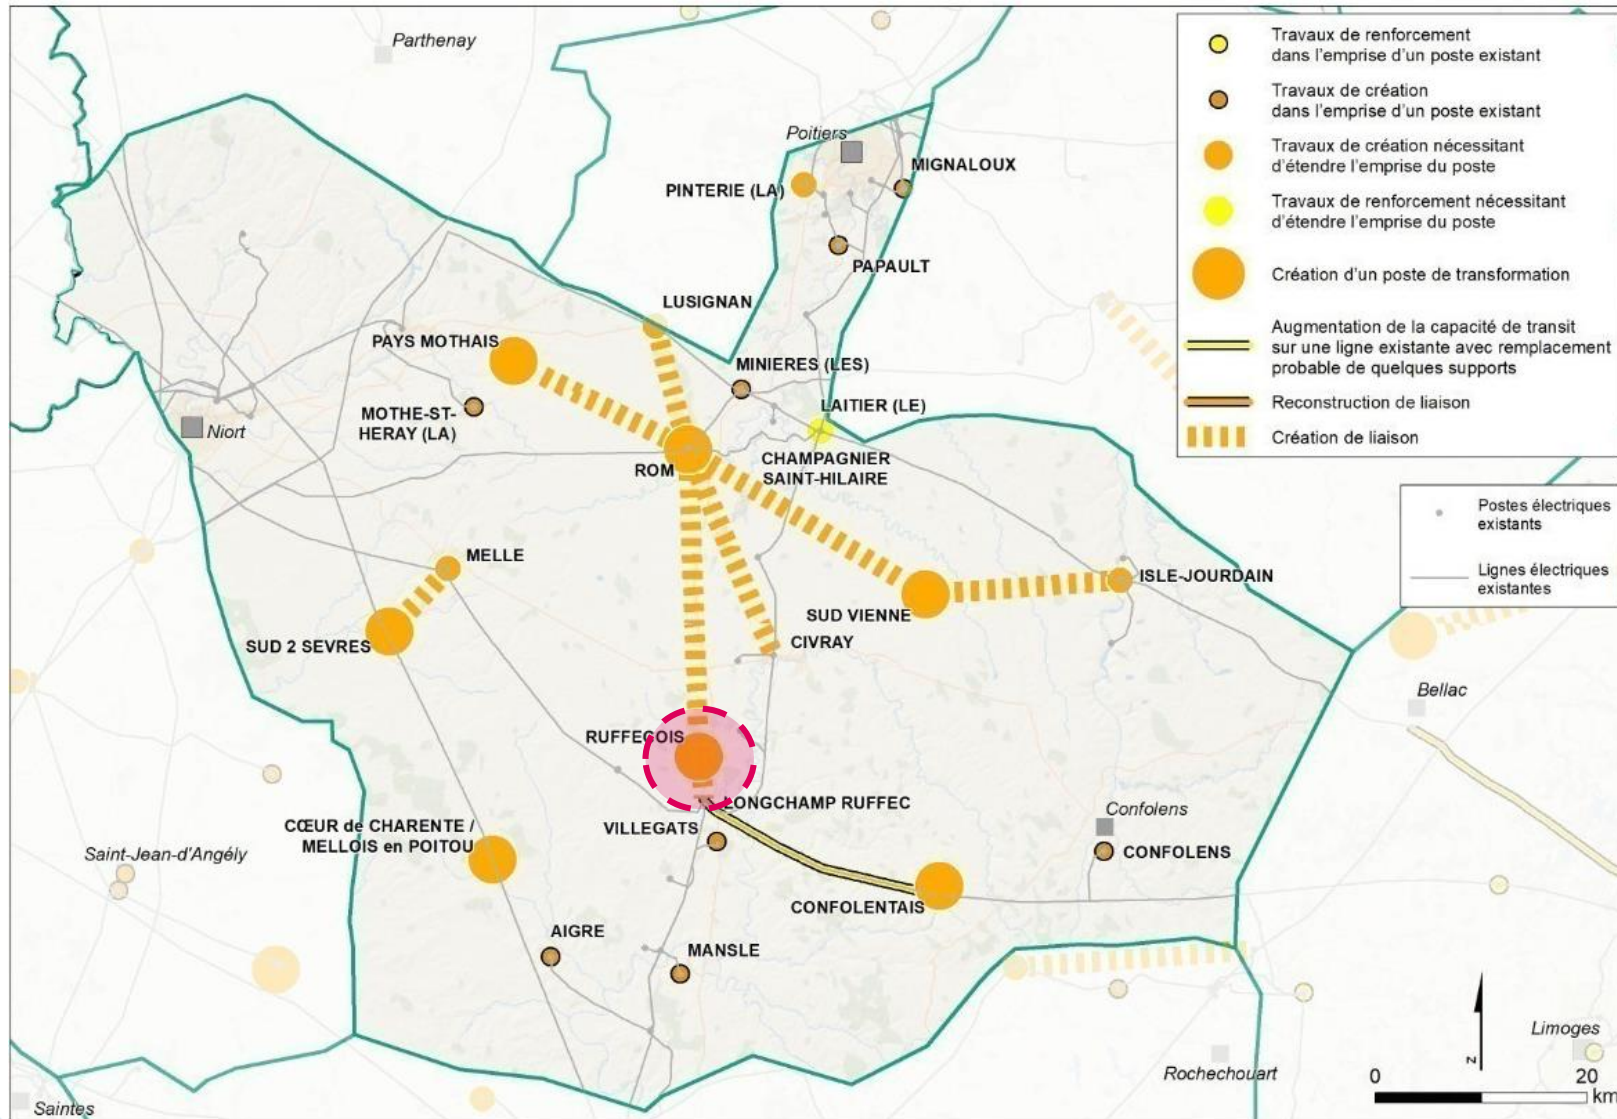 Parthenay
Travaux de renforcement
dans l'emprise d'un poste existant
Travaux de création
dans l'emprise d'un poste existant
Travaux de création nécessitant
d'étendre l'emprise du poste
Travaux de renforcement nécessitant
d'étendre l'emprise du poste
Création d'un poste de transformation
Augmentation de la capacité de transit
sur une ligne existante avec remplacement
probable de quelques supports
Reconstruction de liaison
Création de liaison
Postes électriques
existants
Lignes électriques
existantes
Poitiers
MIGNALOUX
PINTERIE (LA)
PAPAULT
LUSIGNAN
PAYS MOTHAIS
MINIERES (LES)
MOTHE-ST-
HERAY (LA)
LAITIER (LE)
Niort
ROM
CHAMPAGNIER
SAINT-HILAIRE
MELLE
ISLE-JOURDAIN
SUD VIENNE
SUD 2 SEVRES
CIVRAY
Bellac
RUFFECOIS
LONGCHAMP RUFFEC
Confolens
VILLEGATS
CŒUR de CHARENTE /
MELLOIS en POITOU
Saint-Jean-d'Angély
CONFOLENS
CONFOLENTAIS
AIGRE
MANSLE
Limoges
Rochechouart
N
0 20
km
Saintes